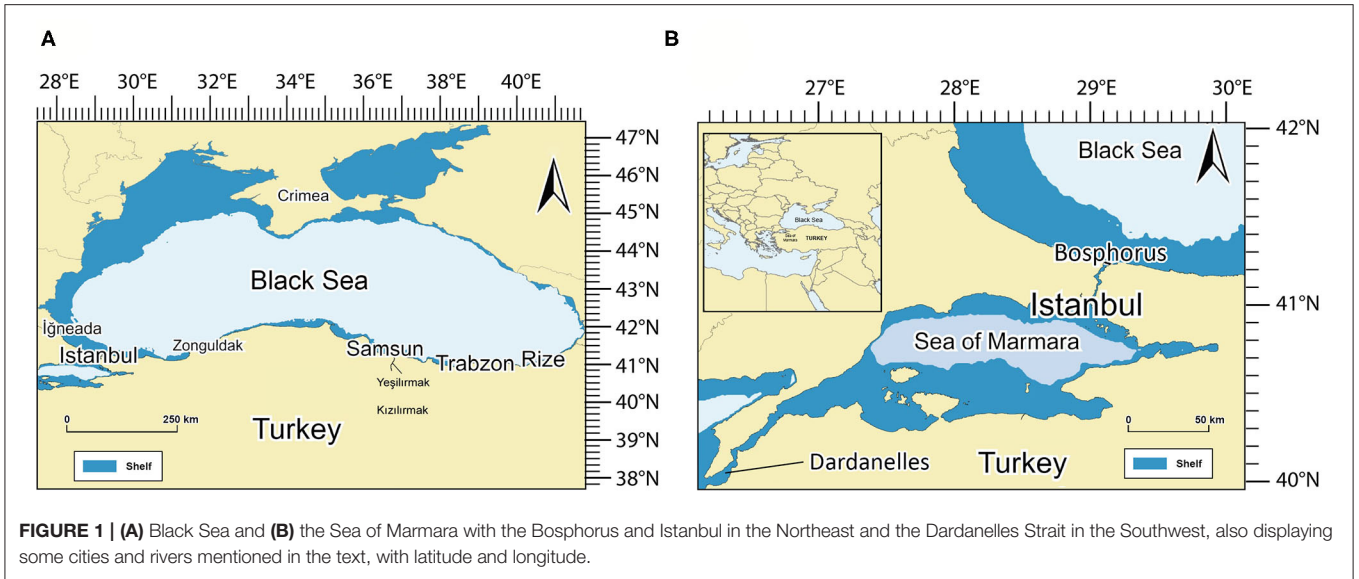 A
28°E 30°E 32°E 34°E 36°E 38°E 40°E
47°N
46°N
45°N
44°N
43°N
42°N
41°N
40°N
39°N
38°N
Crimea
Black Sea
İğneada
Istanbul
Zonguldak
Samsun
Trabzon
Rize
Yeşilırmak
Kızılırmak
0 250 km
Turkey
Shelf
B
27°E 28°E 29°E 30°E
42°N
41°N
40°N
Black Sea
Black Sea
Sea of
Marmara
TURKEY
Bosphorus
Istanbul
Sea of Marmara
0 50 km
Dardanelles
Turkey
Shelf
FIGURE 1 | (A) Black Sea and (B) the Sea of Marmara with the Bosphorus and Istanbul in the Northeast and the Dardanelles Strait in the Southwest, also displaying
some cities and rivers mentioned in the text, with latitude and longitude.